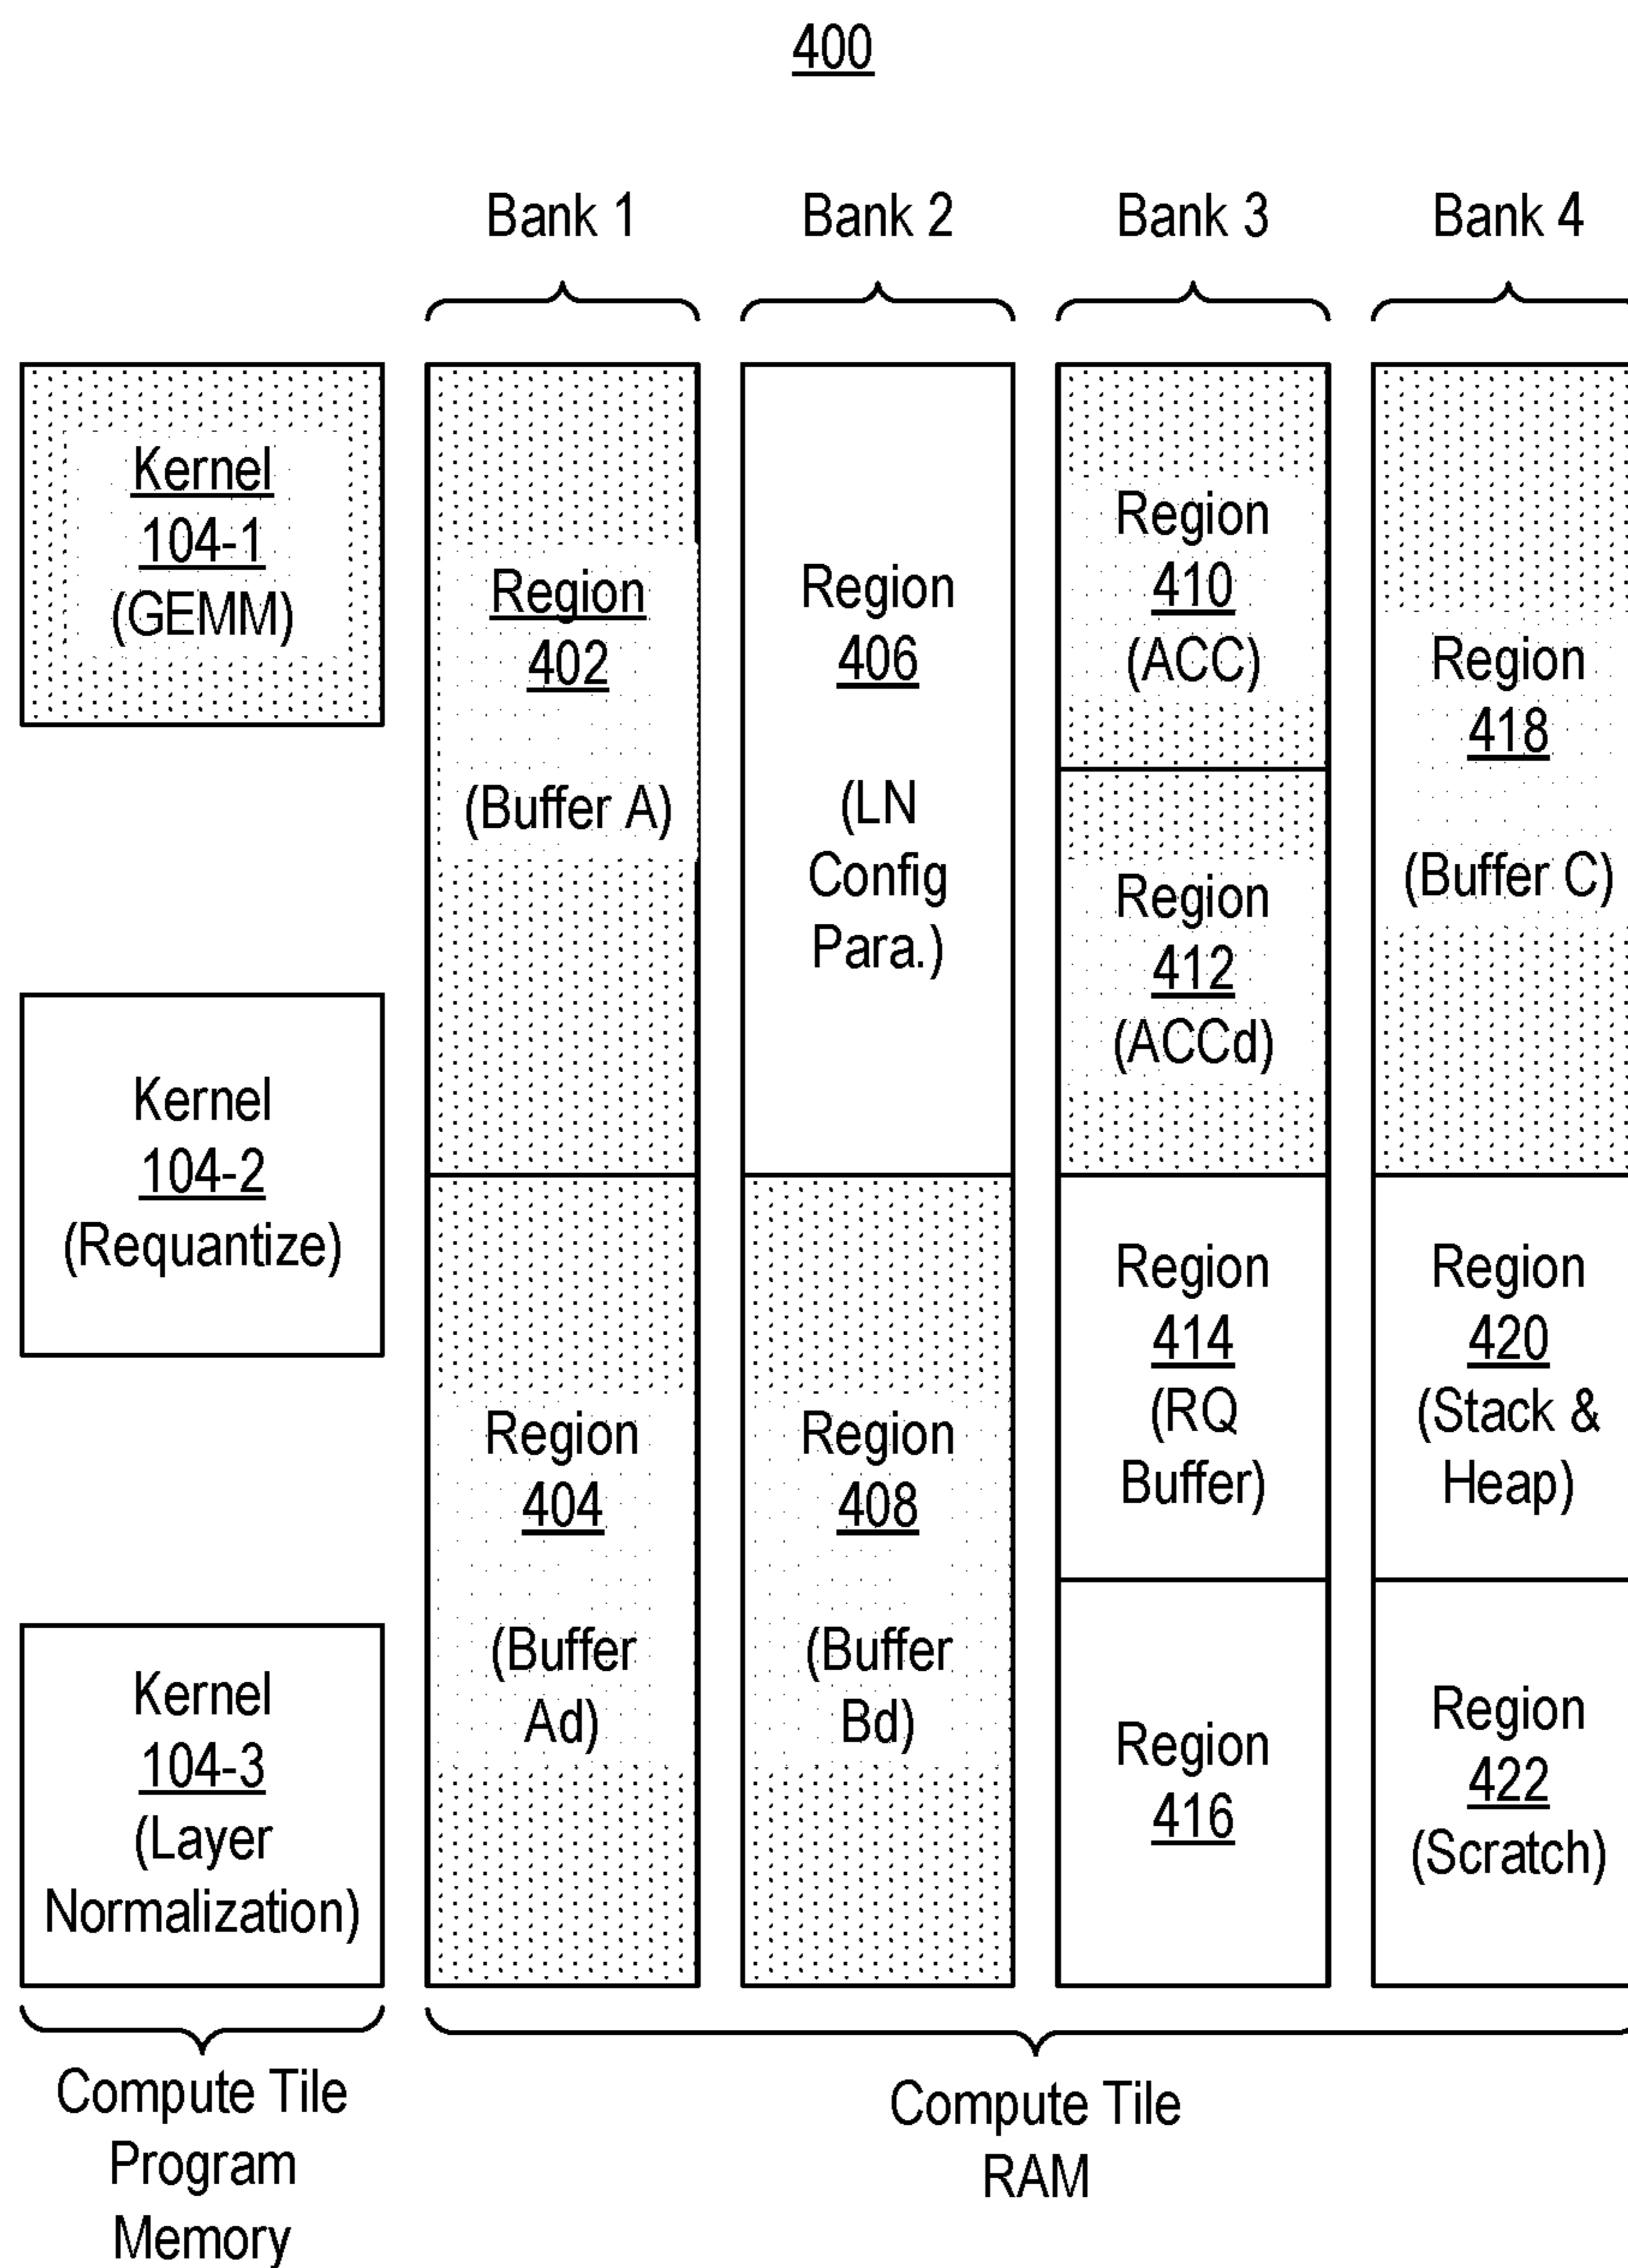 400
Bank 1
Bank 2
Bank 3
Bank 4
Kernel
104-1
(GEMM)
Kernel
104-2
(Requantize)
Kernel
104-3
(Layer
Normalization)
Region
402
(Buffer A)
Region
404
(Buffer
Ad)
Region
406
(LN
Config
Para.)
Region
408
(Buffer
Bd)
Region
410
(ACC)
Region
412
(ACCd)
Region
414
(RQ
Buffer)
Region
416
Region
418
(Buffer C)
Region
420
(Stack &
Heap)
Region
422
(Scratch)
Compute Tile
Program
Memory
Compute Tile
RAM